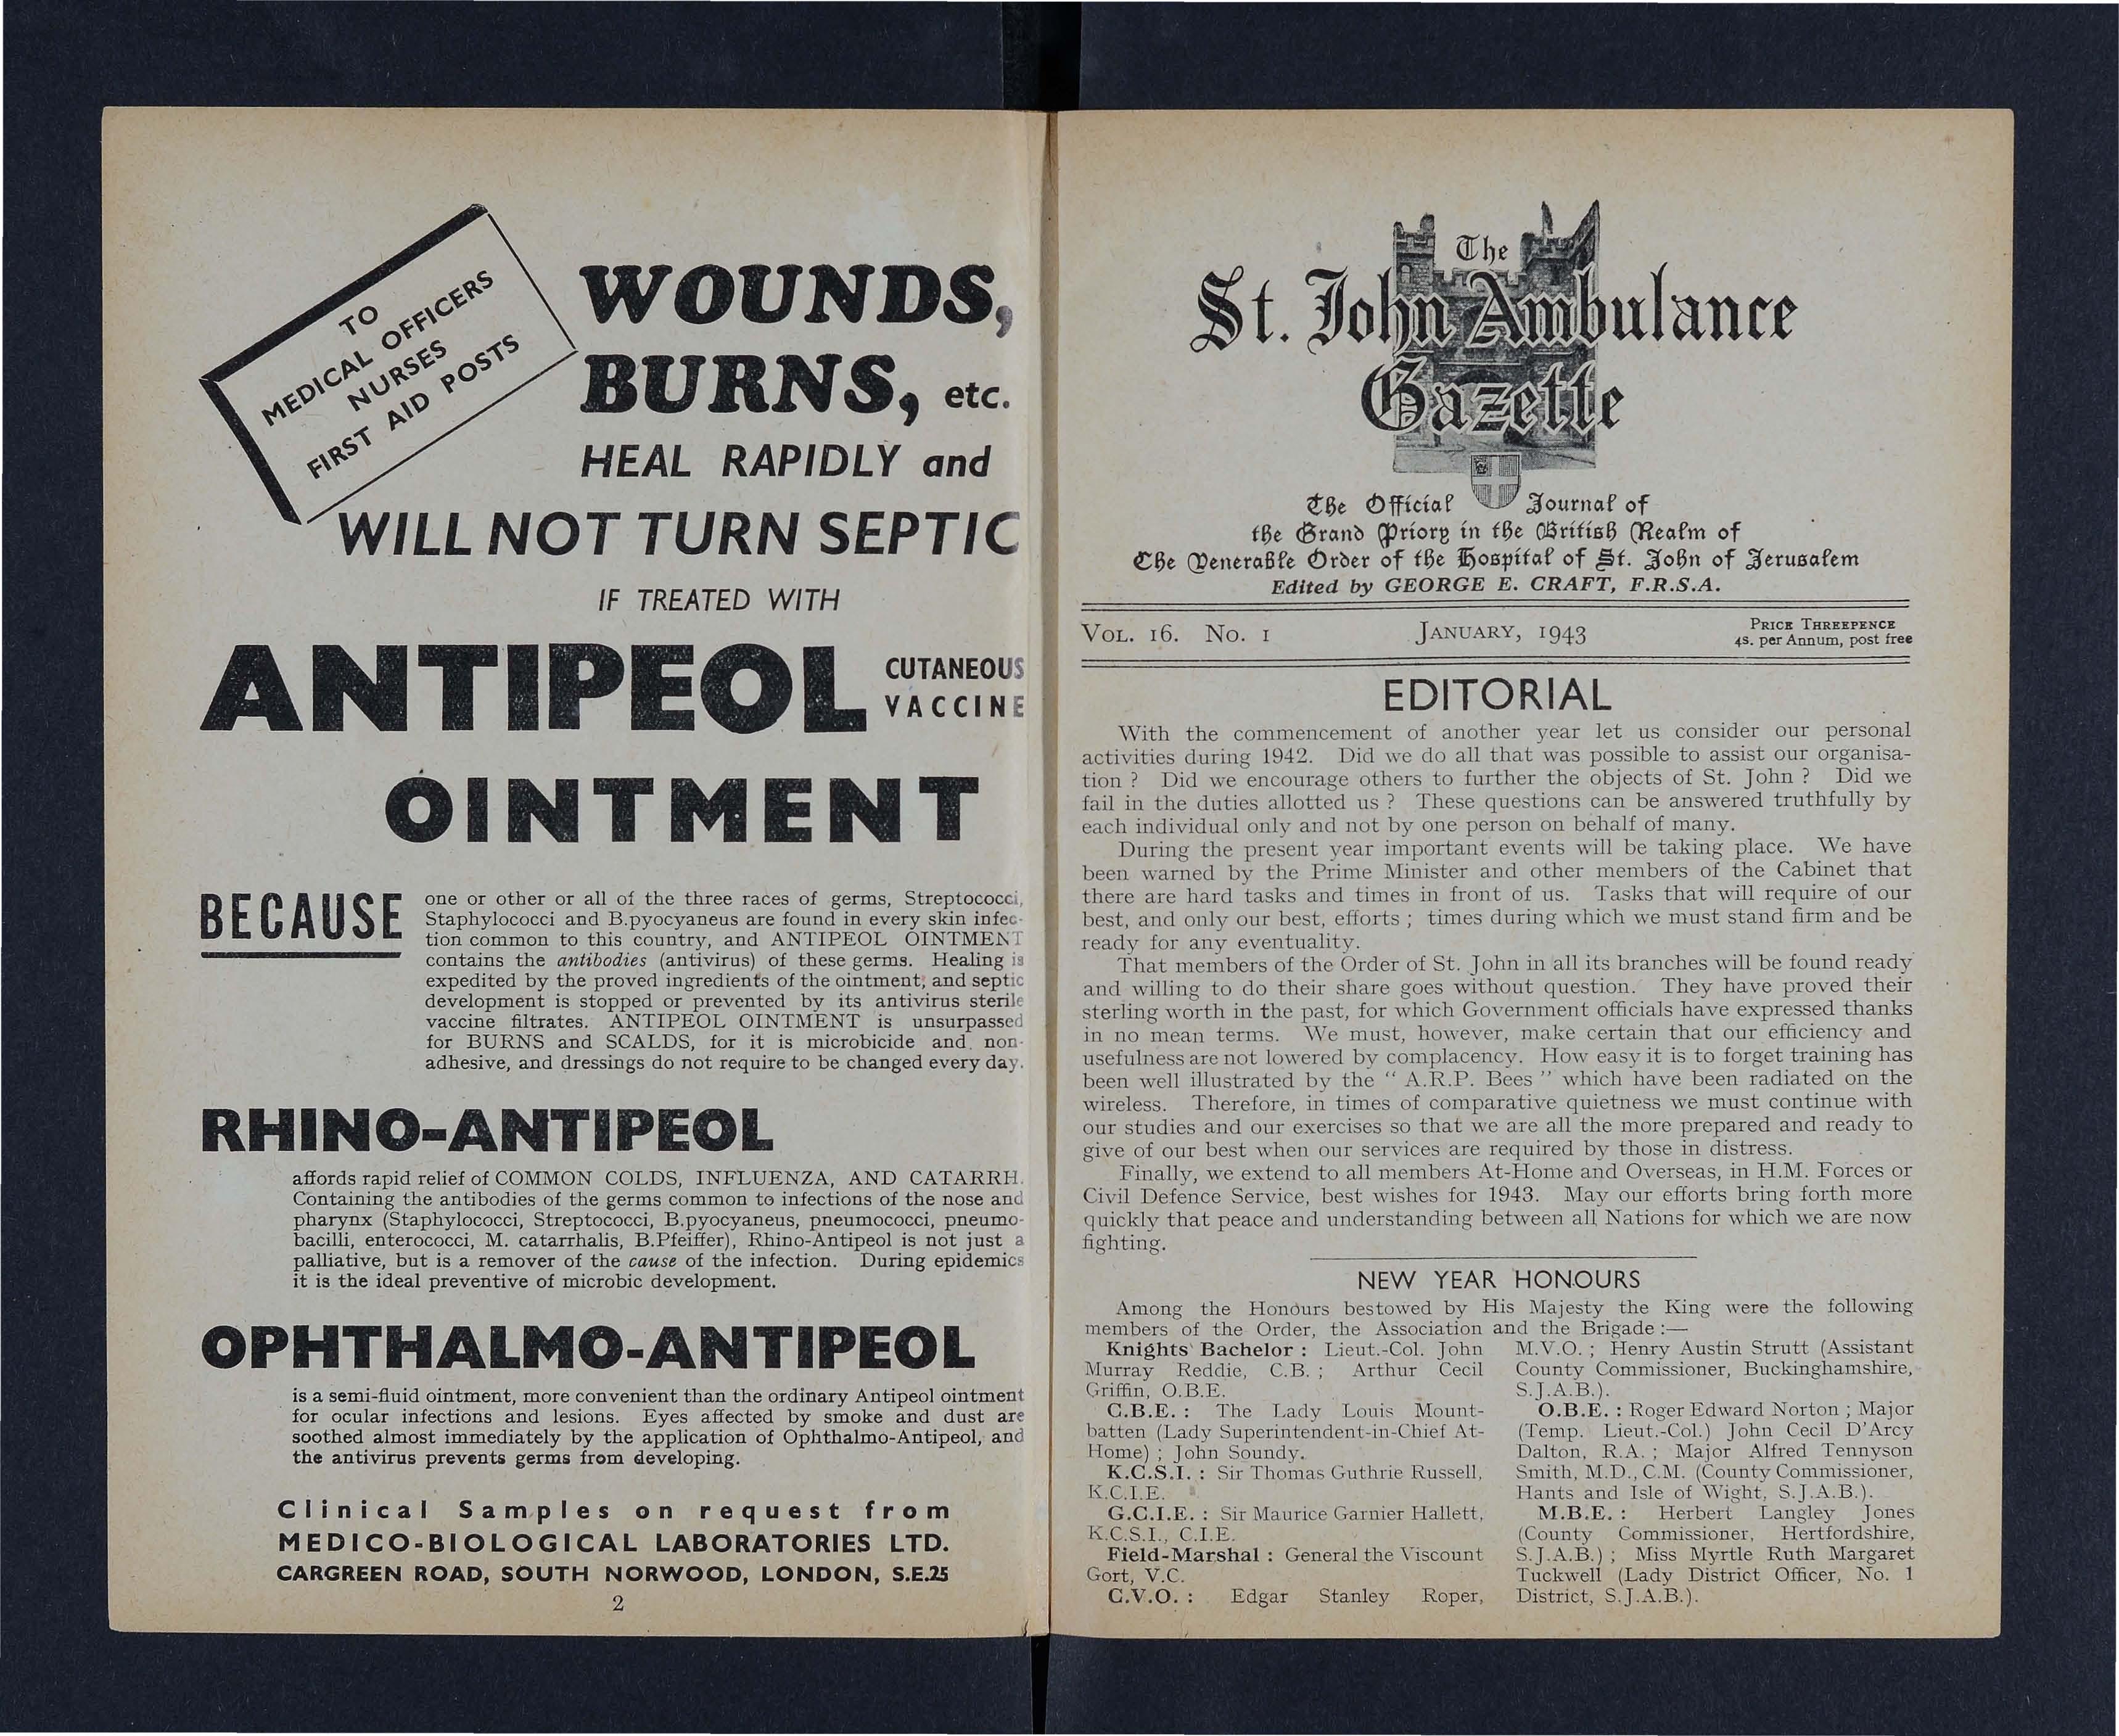 TO
MEDICAL OFFICERS
NURSES
FIRST AID POSTS
WOUNDS,
BURNS, etc.
HEAL RAPIDLY and
WILL NOT TURN SEPTIC
IF TREATED WITH
ANTIPEOL CUTANEOUS
VACCINE
OINTMENT
BECAUSE
one or other or all of the three races of germs, Streptococci,
Staphylococci and B.pyocyaneus are found in every skin infec-
tion common to this country, and ANTIPEOL OINTMENT
contains the antibodies (antivirus) of these germs. Healing is
expedited by the proved ingredients of the ointment; and septic
development is stopped or prevented by its antivirus sterile
vaccine filtrates. ANTIPEOL OINTMENT is unsurpassed
for BURNS and SCALDS, for it is microbicide and non-
adhesive, and dressings do not require to be changed every day.
RHINO-ANTIPEOL
affords rapid relief of COMMON COLDS, INFLUENZA, AND CATARRH.
Containing the antibodies of the germs common to infections of the nose and
pharynx (Staphylococci, Streptococci, B.pyocyaneus, pneumococci, pneumo-
bacilli, enterococci, M. catarrhalis, B.Pfeiffer), Rhino-Antipeol is not just a
palliative, but is a remover of the cause of the infection. During epidemics
it is the ideal preventive of microbic development.
OPHTHALMO-ANTIPEOL
is a semi-fluid ointment, more convenient than the ordinary Antipeol ointment
for ocular infections and lesions. Eyes affected by smoke and dust are
soothed almost immediately by the application of Ophthalmo-Antipeol, and
the antivirus prevents germs from developing.
Clinical Samples on request from
MEDICO-BIOLOGICAL LABORATORIES LTD.
CARGREEN ROAD, SOUTH NORWOOD, LONDON, S.E.25
2
The
St. John Ambulance
Gazette
The Official Journal of
the Grand Priory in the British Realm of
The Venerable Order of the Hospital of St. John of Jerusalem
Edited by GEORGE E. CRAFT, F.R.S.A.
VOL. 16. No. 1 JANUARY, 1943 PRICE THREEPENCE
4s. per Annum, post free
EDITORIAL
With the commencement of another year let us consider our personal
activities during 1942. Did we do all that was possible to assist our organisa-
tion ? Did we encourage others to further the objects of St. John ? Did we
fail in the duties allotted us ? These questions can be answered truthfully by
each individual only and not by one person on behalf of many.
During the present year important events will be taking place. We have
been warned by the Prime Minister and other members of the Cabinet that
there are hard tasks and times in front of us. Tasks that will require of our
best, and only our best, efforts ; times during which we must stand firm and be
ready for any eventuality.
That members of the Order of St. John in all its branches will be found ready
and willing to do their share goes without question. They have proved their
sterling worth in the past, for which Government officials have expressed thanks
in no mean terms. We must, however, make certain that our efficiency and
usefulness are not lowered by complacency. How easy it is to forget training has
been well illustrated by the " A.R.P. Bees " which have been radiated on the
wireless. Therefore, in times of comparative quietness we must continue with
our studies and our exercises so that we are all the more prepared and ready to
give of our best when our services are required by those in distress.
Finally, we extend to all members At-Home and Overseas, in H.M. Forces or
Civil Defence Service, best wishes for 1943. May our efforts bring forth more
quickly that peace and understanding between all Nations for which we are now
fighting.
NEW YEAR HONOURS
Among the Honours bestowed by His Majesty the King were the following
members of the Order, the Association and the Brigade :—
Knights Bachelor : Lieut.-Col. John
Murray Reddie, C.B. ; Arthur Cecil
Griffin, O.B.E.
C.B.E. : The Lady Louis Mount-
batten (Lady Superintendent-in-Chief At-
Home) ; John Soundy.
K.C.S.I. : Sir Thomas Guthrie Russell,
K.C.I.E.
G.C.I.E. : Sir Maurice Garnier Hallett,
K.C.S.I., C.I.E.
Field-Marshal : General the Viscount
Gort, V.C.
C.V.O. : Edgar Stanley Roper,
M.V.O. ; Henry Austin Strutt (Assistant
County Commissioner, Buckinghamshire,
S.J.A.B.).
O.B.E. : Roger Edward Norton ; Major
(Temp. Lieut.-Col.) John Cecil D'Arcy
Dalton, R.A. ; Major Alfred Tennyson
Smith, M.D., C.M. (County Commissioner,
Hants and Isle of Wight, S.J.A.B.).
M.B.E. : Herbert Langley Jones
(County Commissioner, Hertfordshire,
S.J.A.B.) ; Miss Myrtle Ruth Margaret
Tuckwell (Lady District Officer, No. 1
District, S.J.A.B.).